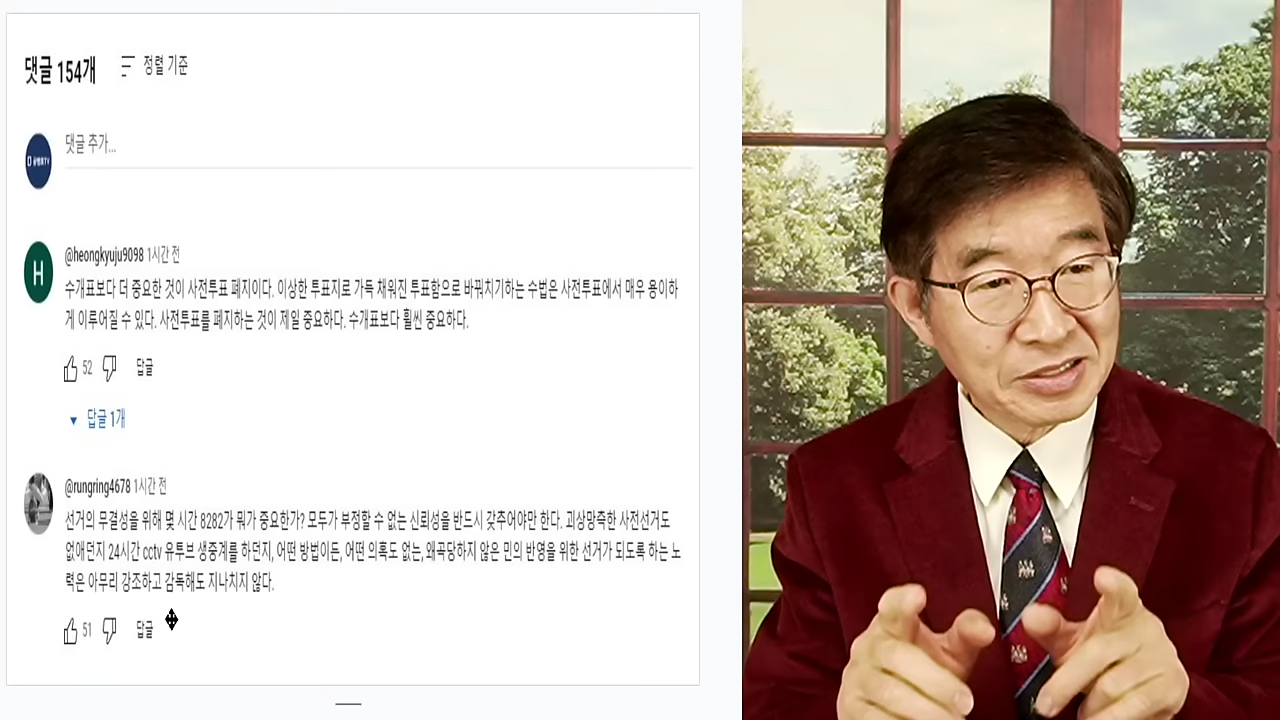 댓글 154개
정렬 기준
댓글 추가...
@heongkyuju9098 1시간 전
수개표보다 더 중요한 것이 사전투표 폐지이다. 이상한 투표지로 가득 채워진 투표함으로 바꿔치기하는 수법은 사전투표에서 매우 용이하
게 이루어질 수 있다. 사전투표를 폐지하는 것이 제일 중요하다. 수개표보다 훨씬 중요하다.
52 답글
답글 1개
@rungring4678 1시간 전
선거의 무결성을 위해 몇 시간 8282가 뭐가 중요한가? 모두가 부정할 수 없는 신뢰성을 반드시 갖추어야만 한다. 괴상망측한 사전선거도
없애던지 24시간 cctv 유투브 생중계를 하던지, 어떤 방법이든, 어떤 의혹도 없는, 왜곡당하지 않은 민의 반영을 위한 선거가 되도록 하는 노
력은 아무리 강조하고 감독해도 지나치지 않다.
51 답글
H